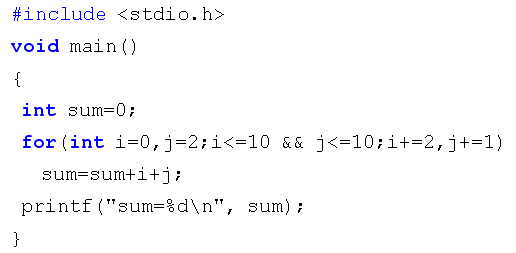 #include <stdio.h>
void main()
{
int sum=0;
for(int i=0,j=2;i<=10 && j<=10;i+=2,j+=1)
sum=sum+i+j;
printf("sum=%d\n", sum);
}